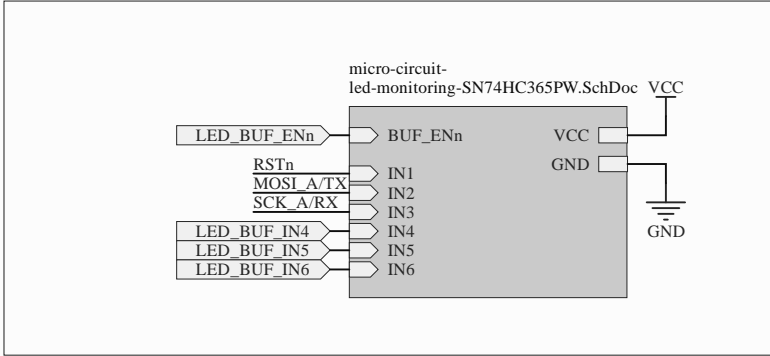 micro-circuit-
led-monitoring-SN74HC365PW.SchDoc VCC
LED_BUF_ENn BUF_ENn VCC
RSTn IN1 GND
MOSI_A/TX IN2
SCK_A/RX IN3
LED_BUF_IN4 IN4 GND
LED_BUF_IN5 IN5
LED_BUF_IN6 IN6